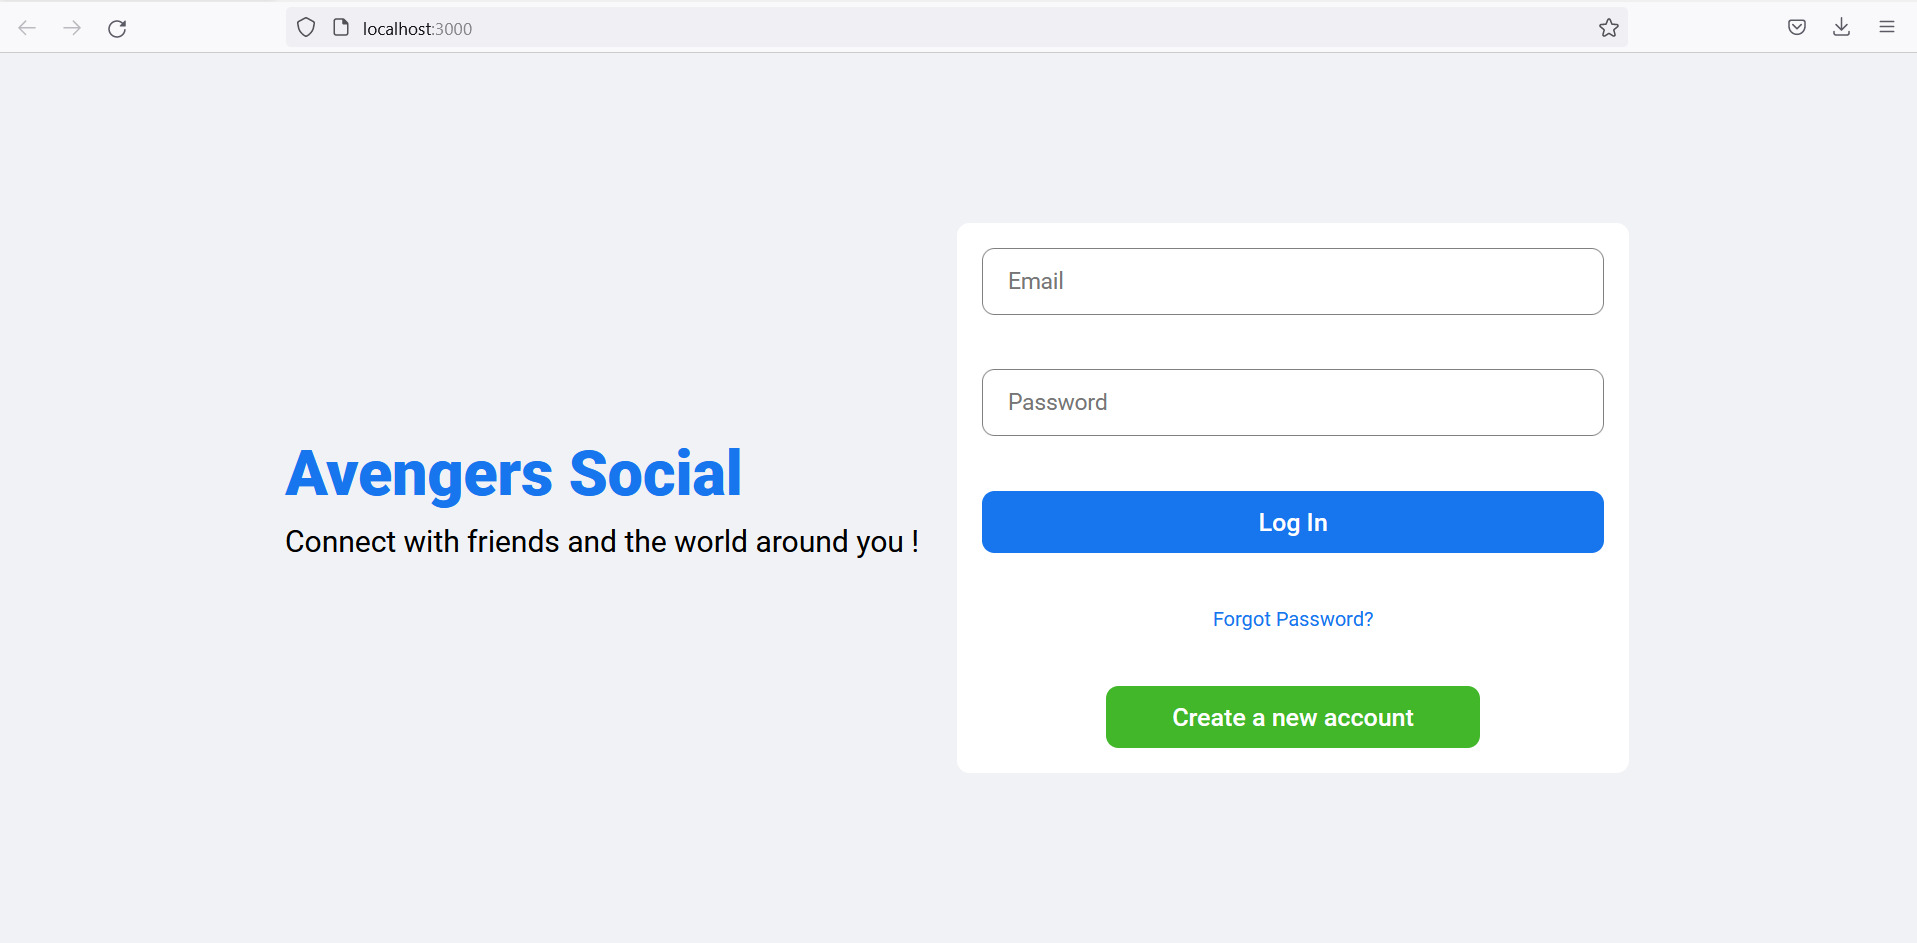 localhost:3000
Avengers Social
Connect with friends and the world around you !
Email
Password
Log In
Forgot Password?
Create a new account